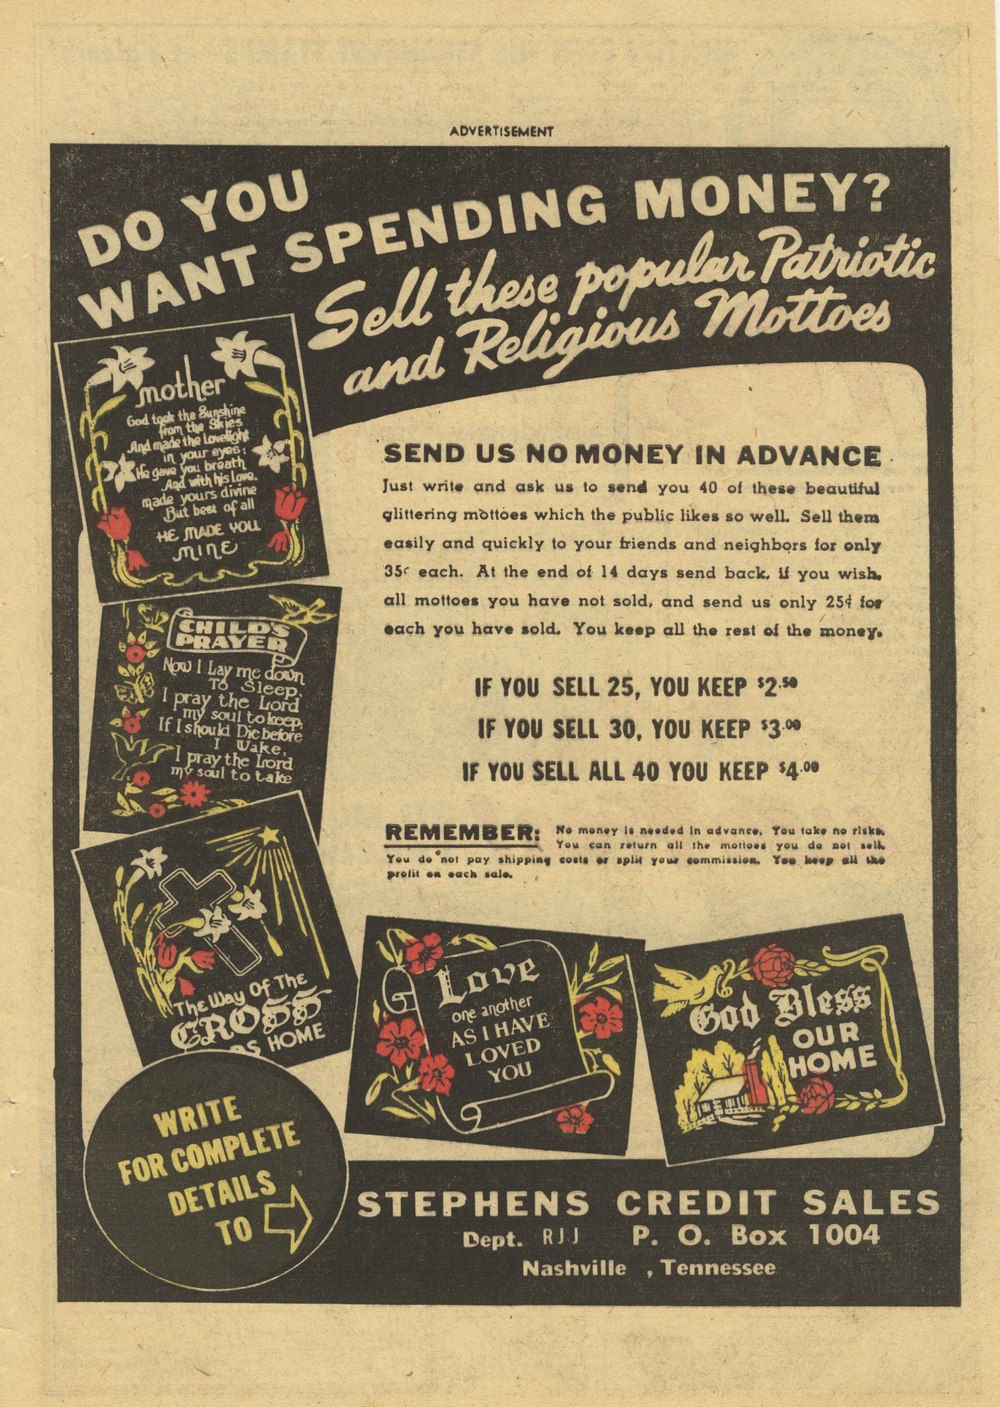 ADVERTISEMENT
DO YOU
WANT SPENDING MONEY?
Sell these popular Patriotic
and Religious Mottoes
mother
God took the Sunshine
from the Skies
And made the Lovelight
in your eyes;
He gave you breath
And with his Love.
made yours divine
But best of all
HE MADE YOU
MINE
CHILD'S
PRAYER
Now I Lay me down
To Sleep,
I pray the Lord
my soul to keep,
If I should Die before
I Wake,
I pray the Lord
my soul to take
The Way Of The
CROSS
HOME
SEND US NO MONEY IN ADVANCE
Just write and ask us to send you 40 of these beautiful
glittering mottoes which the public likes so well. Sell them
easily and quickly to your friends and neighbors for only
35¢ each. At the end of 14 days send back, if you wish,
all mottoes you have not sold, and send us only 25¢ for
each you have sold. You keep all the rest of the money.
IF YOU SELL 25, YOU KEEP $2.50
IF YOU SELL 30, YOU KEEP $3.00
IF YOU SELL ALL 40 YOU KEEP $4.00
REMEMBER: No money is needed in advance. You take no risks.
You can return all the mottoes you do not sell.
You do not pay shipping costs or split your commission. You keep all the
profit on each sale.
Love
one another
AS I HAVE
LOVED
YOU
God Bless
OUR
HOME
WRITE
FOR COMPLETE
DETAILS
TO
STEPHENS CREDIT SALES
Dept. RJJ P. O. Box 1004
Nashville , Tennessee